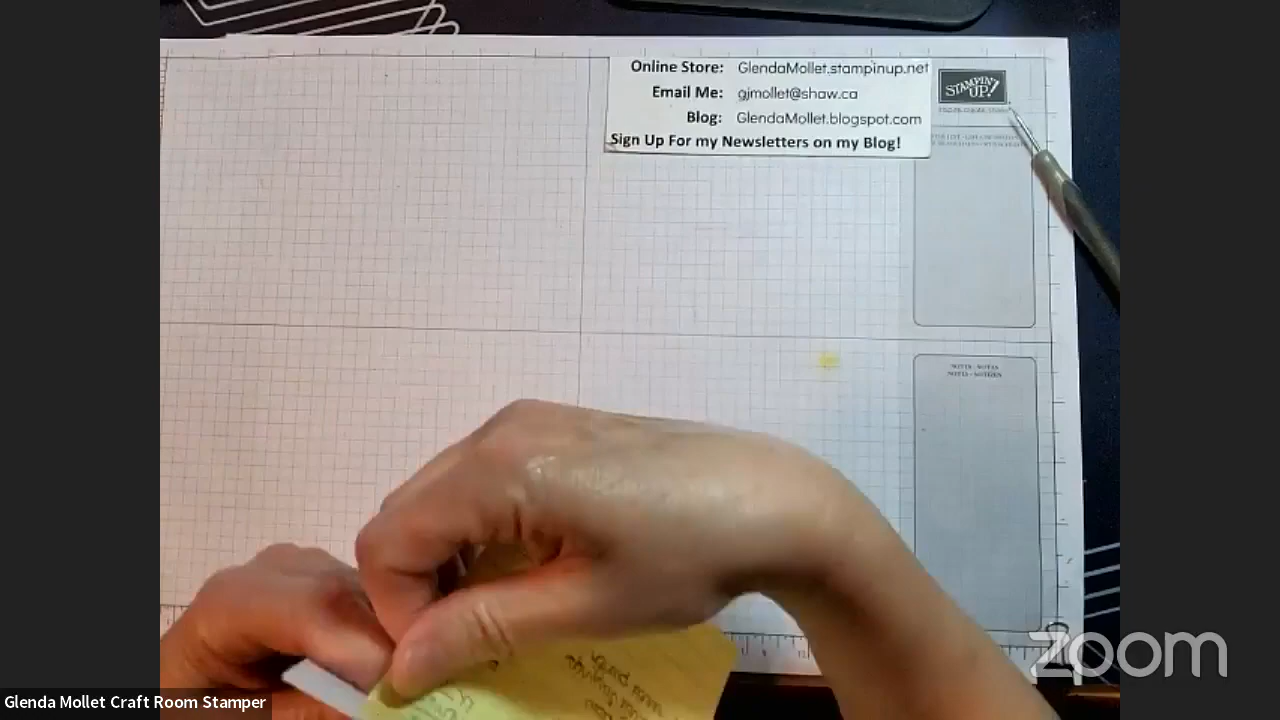 Online Store: GlendaMollet.stampinup.net
Email Me: gjmollet@shaw.ca
Blog: GlendaMollet.blogspot.com
Sign Up For my Newsletters on my Blog!
STAMPIN' UP!
zoom
Glenda Mollet Craft Room Stamper